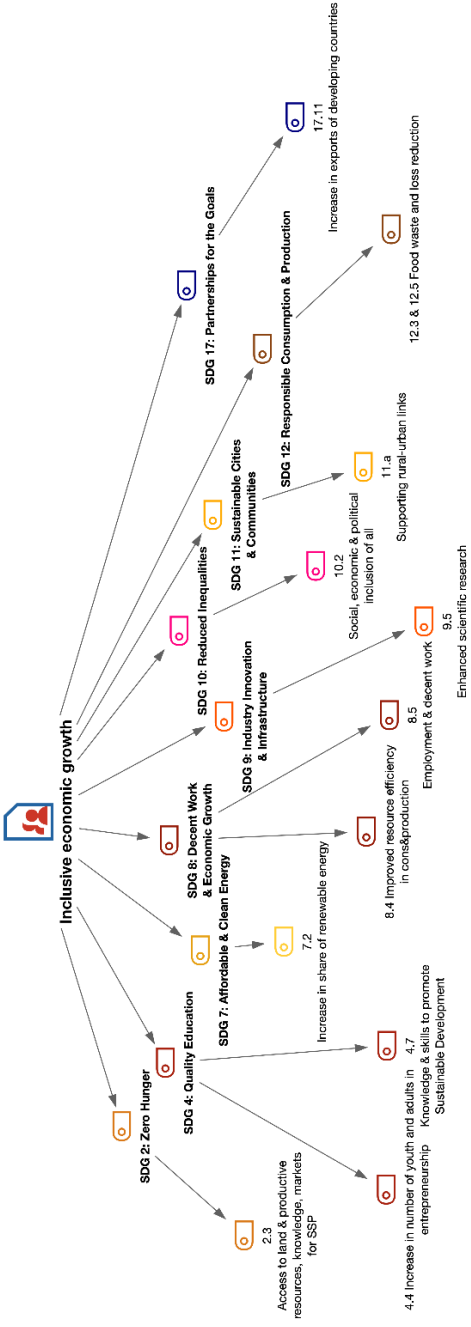 Inclusive economic growth
SDG 2: Zero Hunger
2.3
Access to land & productive
resources, knowledge, markets
for SSP
SDG 4: Quality Education
4.4 Increase in number of youth and adults in
entrepreneurship
4.7
Knowledge & skills to promote
Sustainable Development
SDG 7: Affordable & Clean Energy
7.2
Increase in share of renewable energy
SDG 8: Decent Work
& Economic Growth
8.4 Improved resource efficiency
in cons&production
8.5
Employment & decent work
SDG 9: Industry Innovation
& Infrastructure
9.5
Enhanced scientific research
SDG 10: Reduced Inequalities
10.2
Social, economic & political
inclusion of all
SDG 11: Sustainable Cities
& Communities
11.a
Supporting rural-urban links
SDG 12: Responsible Consumption & Production
12.3 & 12.5 Food waste and loss reduction
SDG 17: Partnerships for the Goals
17.11
Increase in exports of developing countries